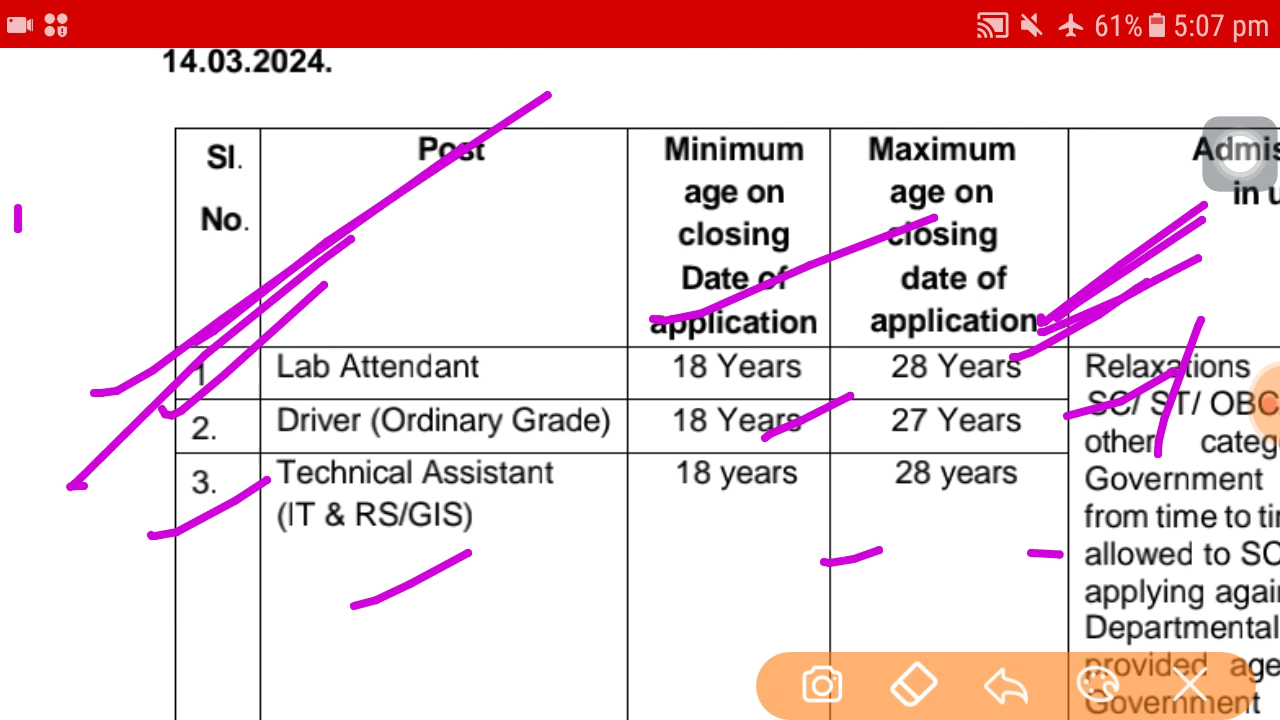 61% 5:07 pm
14.03.2024.
Sl.
No.
Post
Minimum
age on
closing
Date of
application
Maximum
age on
closing
date of
application
Admis
in u
1
Lab Attendant
18 Years
28 Years
2.
Driver (Ordinary Grade)
18 Years
27 Years
3.
Technical Assistant
(IT & RS/GIS)
18 years
28 years
Relaxations
SC/ ST/ OBC
other categ
Government
from time to tim
allowed to SC
applying again
Departmental
provided age
Government